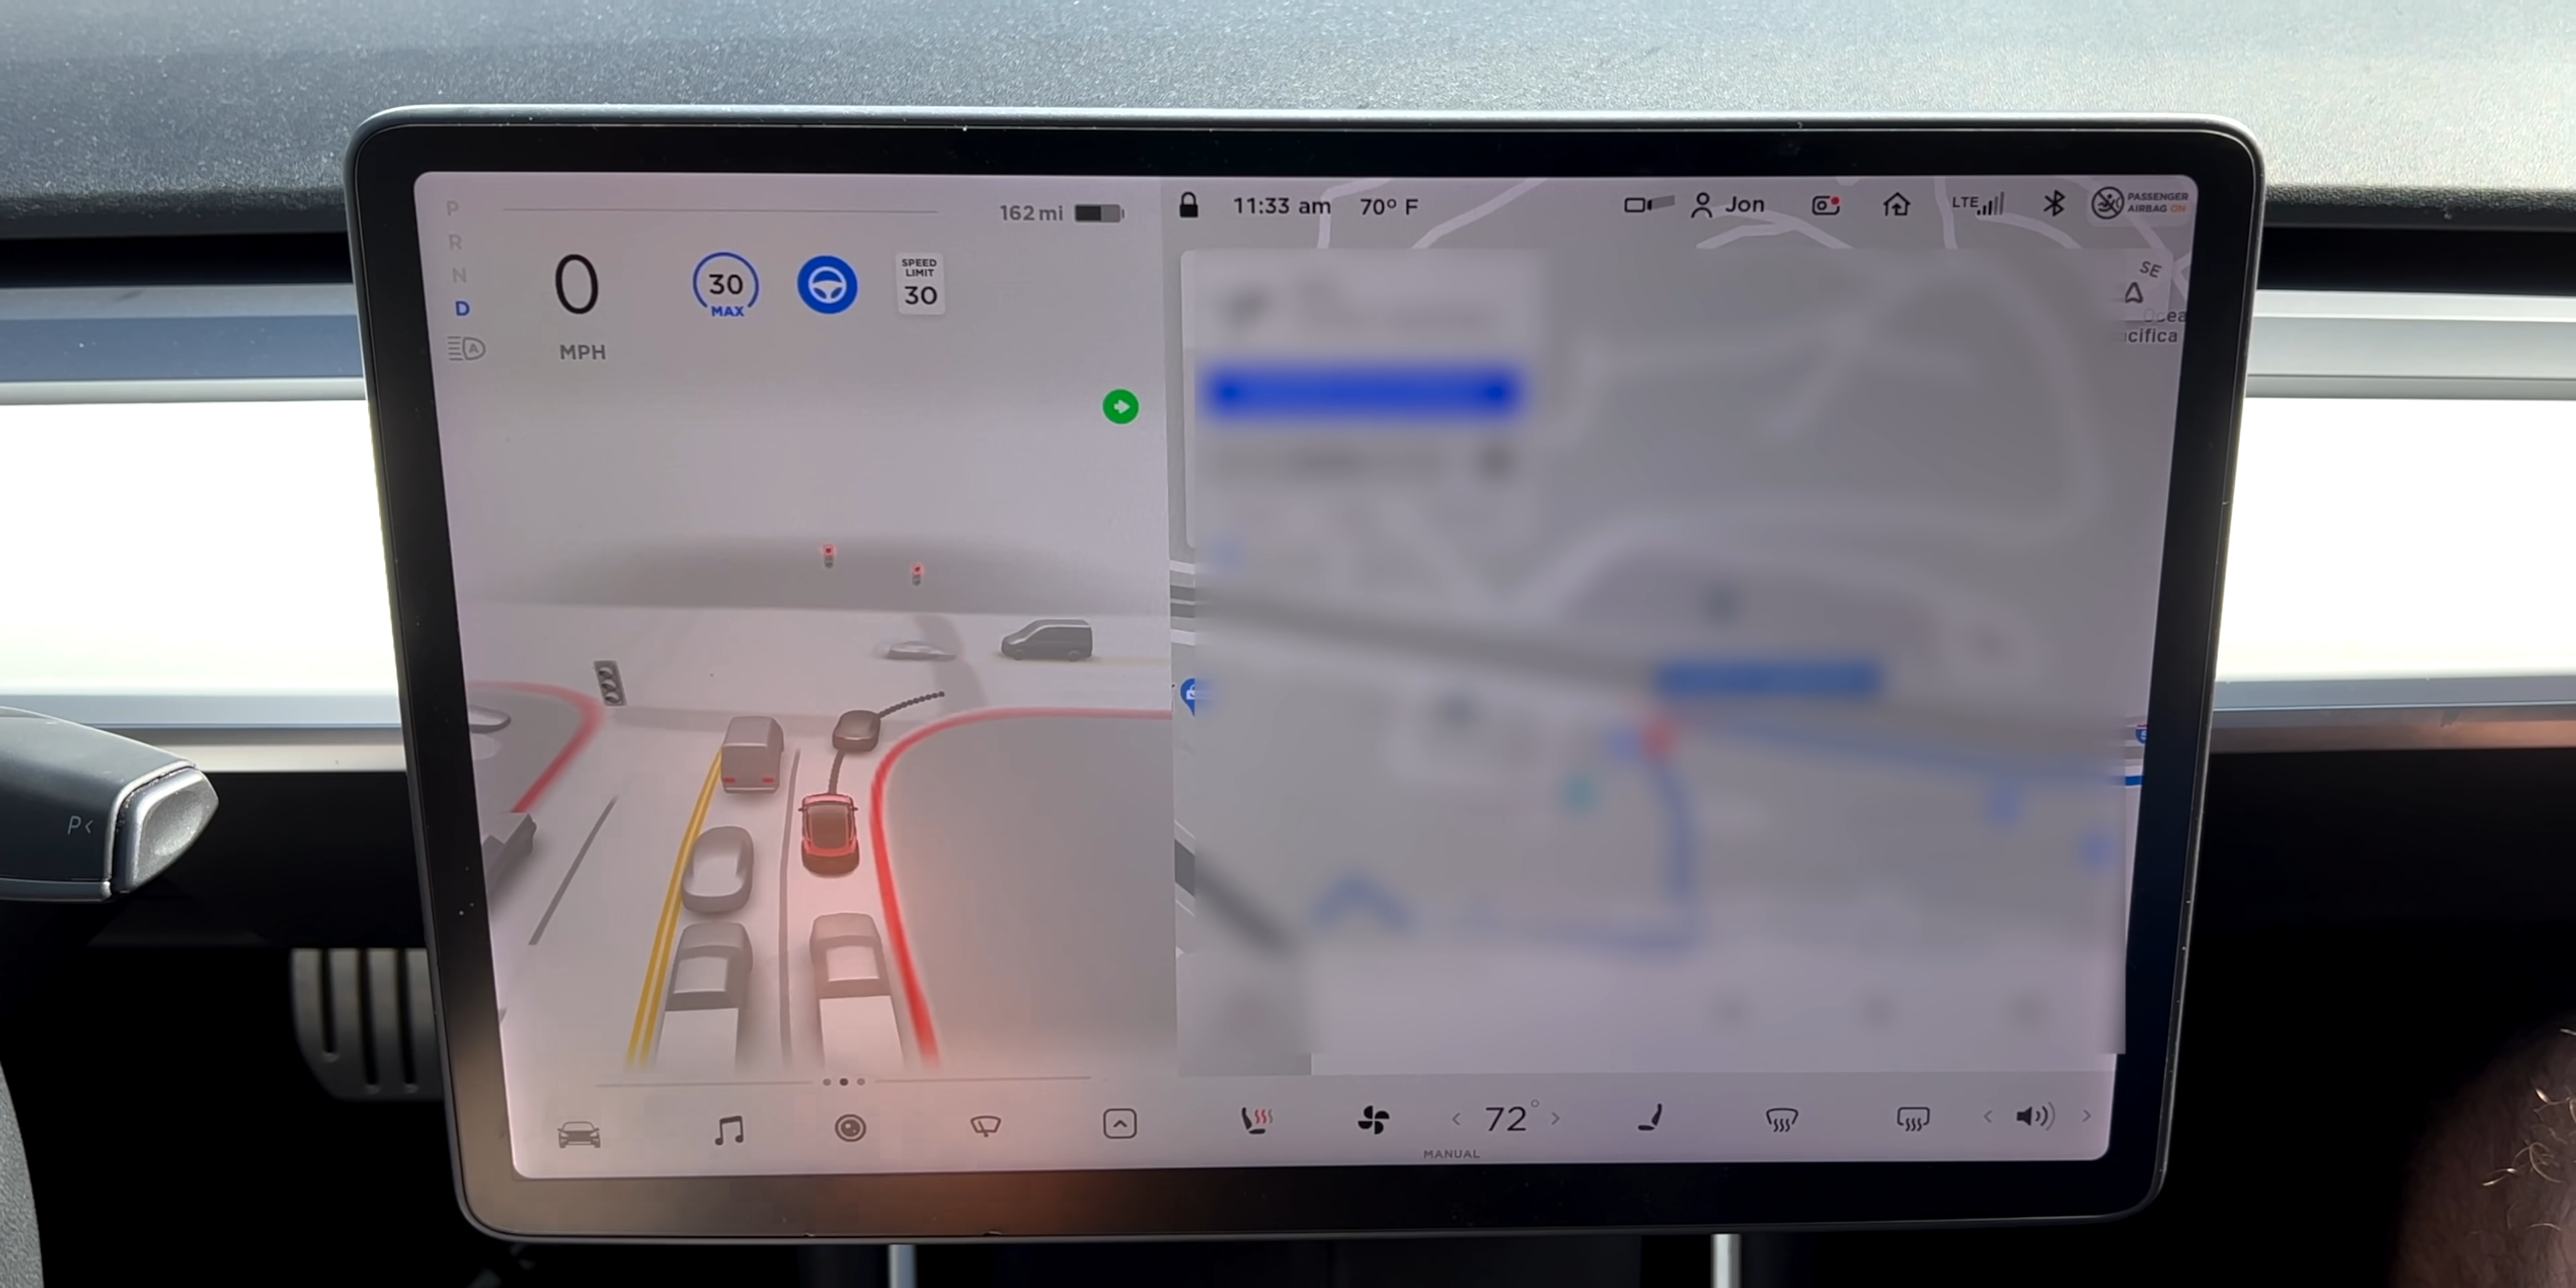 P
R
N
D
A
0
MPH
30
MAX
SPEED
LIMIT
30
162 mi
11:33 am
70° F
Jon
LTE
PASSENGER
AIRBAG ON
SE
cifica
P<
72°
MANUAL